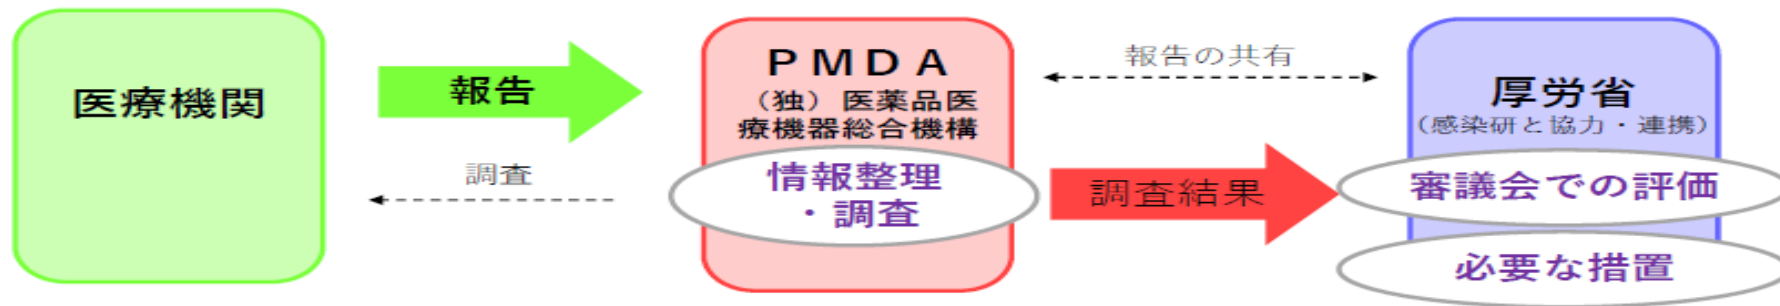 医療機関
報告
調査
ＰＭＤＡ
（独）医薬品医
療機器総合機構
情報整理
・調査
報告の共有
調査結果
厚労省
（感染研と協力・連携）
審議会での評価
必要な措置